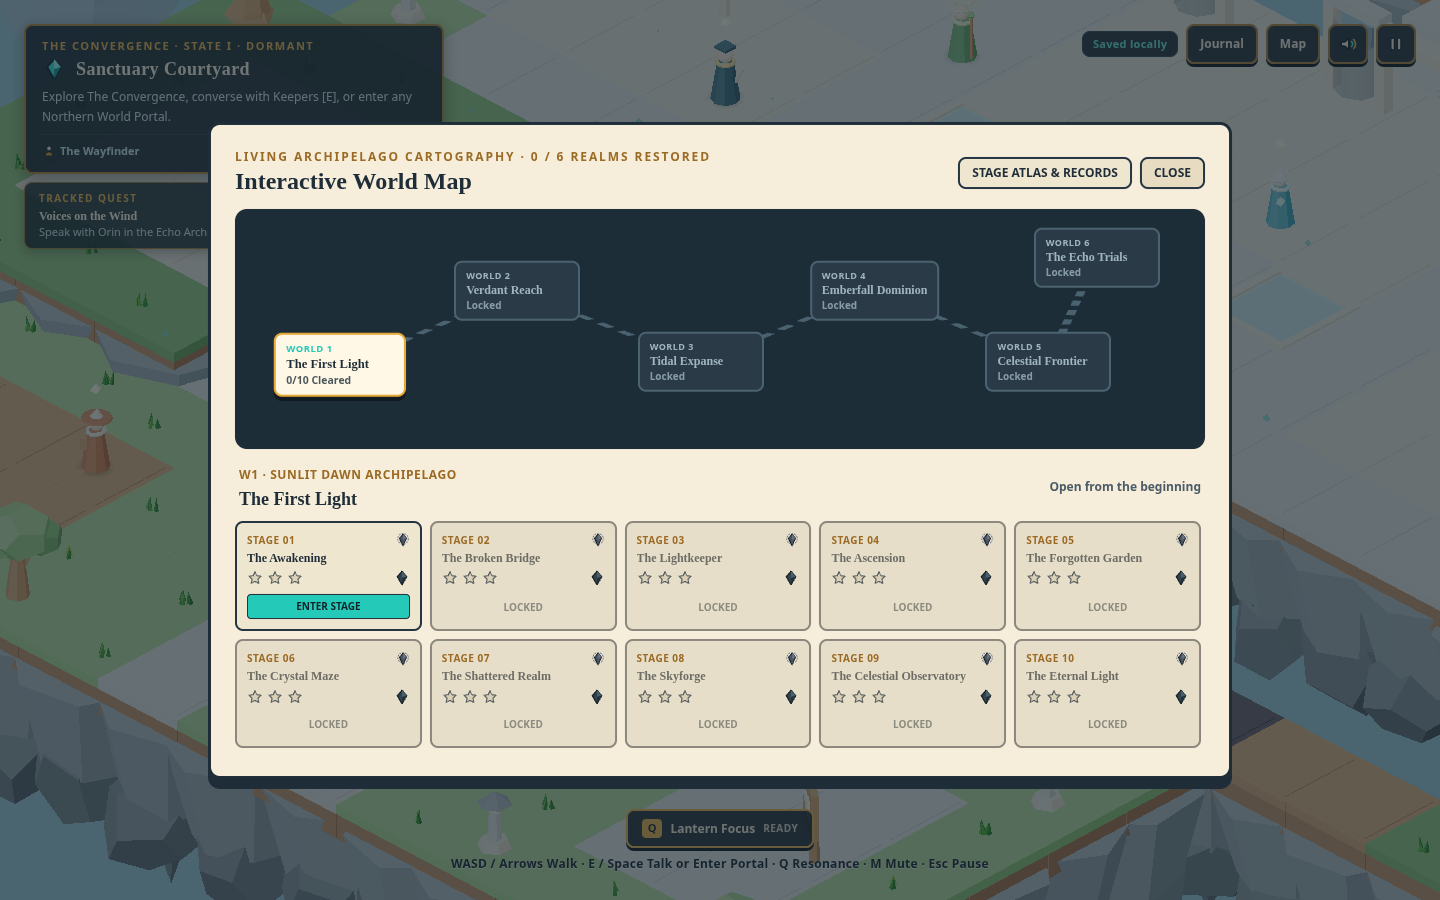 THE CONVERGENCE · STATE I · DORMANT
Sanctuary Courtyard
Explore The Convergence, converse with Keepers [E], or enter any
Northern World Portal.
The Wayfinder
TRACKED QUEST
Voices on the Wind
Speak with Orin in the Echo Arch
Saved locally
Journal
Map
LIVING ARCHIPELAGO CARTOGRAPHY · 0 / 6 REALMS RESTORED
Interactive World Map
STAGE ATLAS & RECORDS
CLOSE
WORLD 1
The First Light
0/10 Cleared
WORLD 2
Verdant Reach
Locked
WORLD 3
Tidal Expanse
Locked
WORLD 4
Emberfall Dominion
Locked
WORLD 5
Celestial Frontier
Locked
WORLD 6
The Echo Trials
Locked
W1 · SUNLIT DAWN ARCHIPELAGO
The First Light
Open from the beginning
STAGE 01
The Awakening
ENTER STAGE
STAGE 02
The Broken Bridge
LOCKED
STAGE 03
The Lightkeeper
LOCKED
STAGE 04
The Ascension
LOCKED
STAGE 05
The Forgotten Garden
LOCKED
STAGE 06
The Crystal Maze
LOCKED
STAGE 07
The Shattered Realm
LOCKED
STAGE 08
The Skyforge
LOCKED
STAGE 09
The Celestial Observatory
LOCKED
STAGE 10
The Eternal Light
LOCKED
Q Lantern Focus READY
WASD / Arrows Walk · E / Space Talk or Enter Portal · Q Resonance · M Mute · Esc Pause